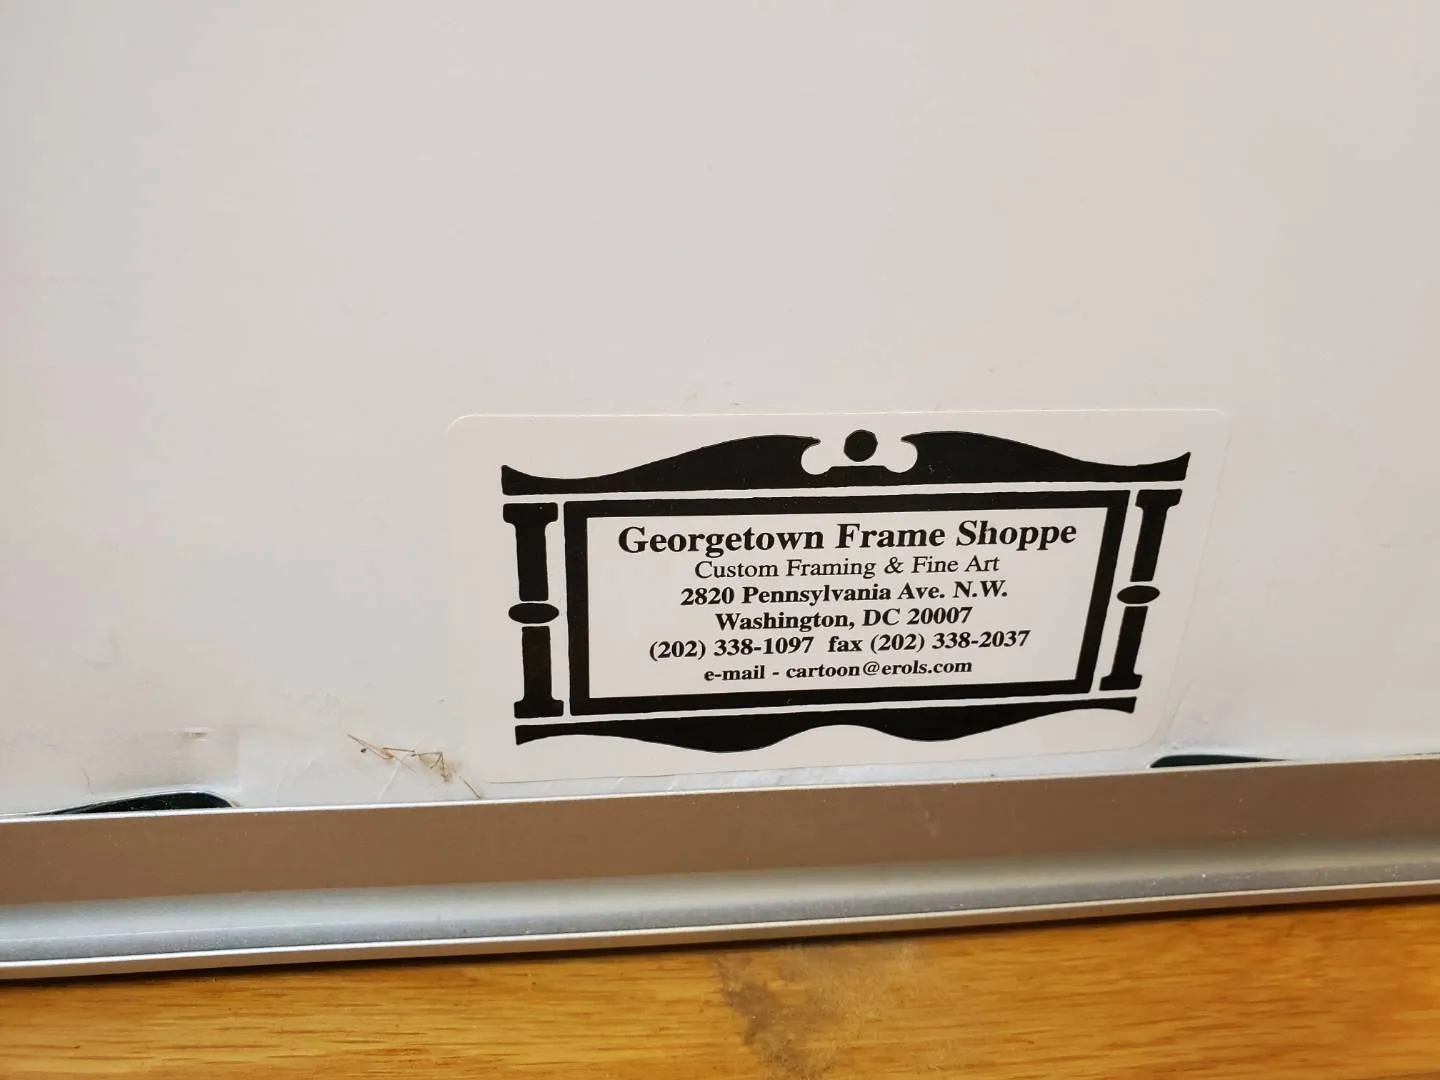 Georgetown Frame Shoppe
Custom Framing & Fine Art
2820 Pennsylvania Ave. N.W.
Washington, DC 20007
(202) 338-1097 fax (202) 338-2037
e-mail - cartoon@erols.com